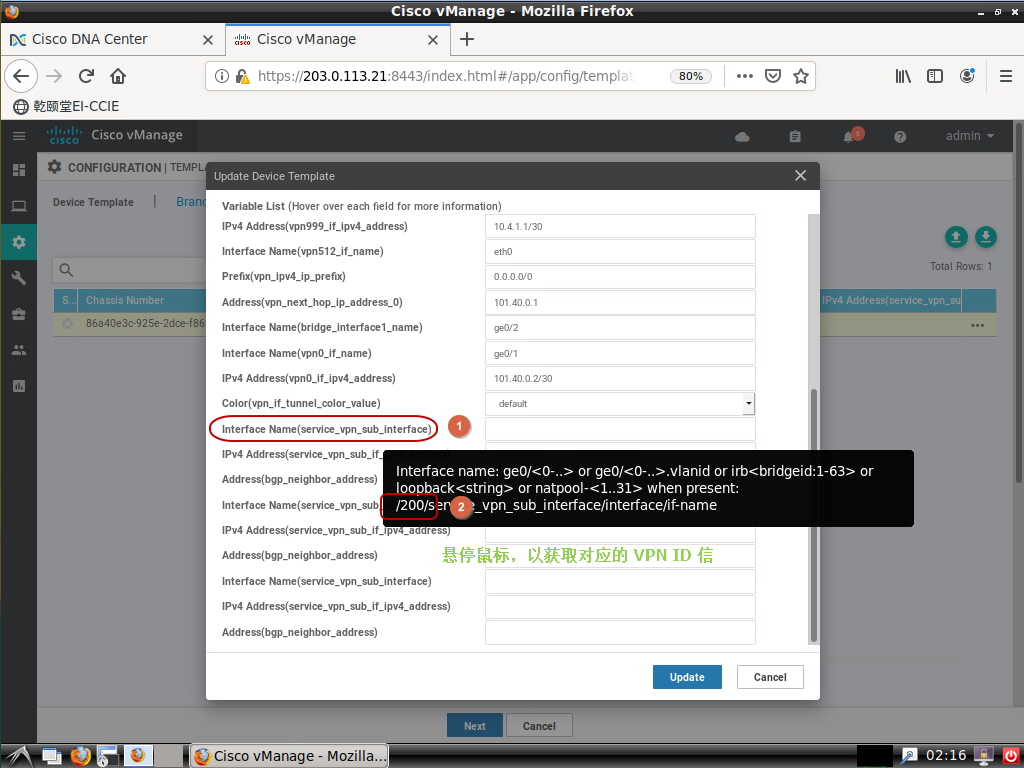 Cisco vManage - Mozilla Firefox
Cisco DNA Center
Cisco vManage
https://203.0.113.21:8443/index.html#/app/config/templat
80%
乾颐堂EI-CCIE
cisco
Cisco vManage
6
admin
CONFIGURATION | TEMPLA
Device Template
Branc
Total Rows: 1
S...
Chassis Number
IPv4 Address(service_vpn_su
86a40e3c-925e-2dce-f86
Update Device Template
Variable List (Hover over each field for more information)
IPv4 Address(vpn999_if_ipv4_address)
10.4.1.1/30
Interface Name(vpn512_if_name)
eth0
Prefix(vpn_ipv4_ip_prefix)
0.0.0.0/0
Address(vpn_next_hop_ip_address_0)
101.40.0.1
Interface Name(bridge_interface1_name)
ge0/2
Interface Name(vpn0_if_name)
ge0/1
IPv4 Address(vpn0_if_ipv4_address)
101.40.0.2/30
Color(vpn_if_tunnel_color_value)
default
Interface Name(service_vpn_sub_interface)
1
IPv4 Address(service_vpn_sub_if_ipv4_address)
Interface name: ge0/<0-..> or ge0/<0-..>.vlanid or irb<bridgeid:1-63> or
loopback<string> or natpool-<1..31> when present:
/200/service_vpn_sub_interface/interface/if-name
2
Address(bgp_neighbor_address)
Interface Name(service_vpn_sub_
IPv4 Address(service_vpn_sub_if_ipv4_address)
Address(bgp_neighbor_address)
悬停鼠标，以获取对应的 VPN ID 信
Interface Name(service_vpn_sub_interface)
IPv4 Address(service_vpn_sub_if_ipv4_address)
Address(bgp_neighbor_address)
Update
Cancel
Next
Cancel
Cisco vManage - Mozilla...
02:16